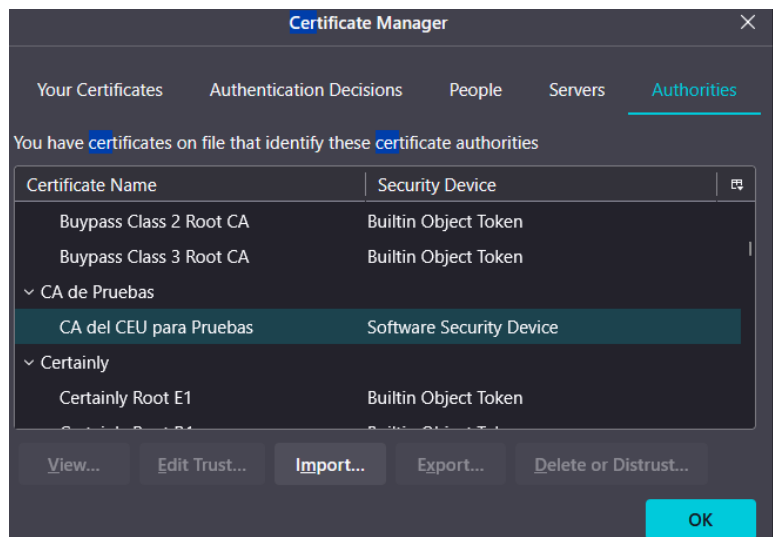 Certificate Manager
Your Certificates Authentication Decisions People Servers Authorities
You have certificates on file that identify these certificate authorities
Certificate Name Security Device
Buypass Class 2 Root CA Builtin Object Token
Buypass Class 3 Root CA Builtin Object Token
CA de Pruebas
CA del CEU para Pruebas Software Security Device
Certainly
Certainly Root E1 Builtin Object Token
View... Edit Trust... Import... Export... Delete or Distrust...
OK